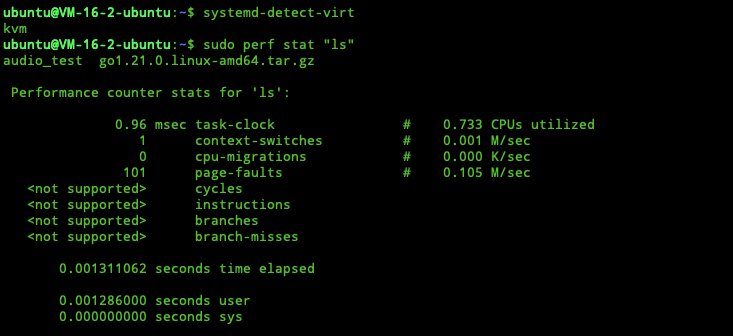 ubuntu@VM-16-2-ubuntu:~$ systemd-detect-virt
kvm
ubuntu@VM-16-2-ubuntu:~$ sudo perf stat "ls"
audio_test  go1.21.0.linux-amd64.tar.gz
Performance counter stats for 'ls':
0.96 msec task-clock # 0.733 CPUs utilized
1 context-switches # 0.001 M/sec
0 cpu-migrations # 0.000 K/sec
101 page-faults # 0.105 M/sec
<not supported> cycles
<not supported> instructions
<not supported> branches
<not supported> branch-misses
0.001311062 seconds time elapsed
0.001286000 seconds user
0.000000000 seconds sys